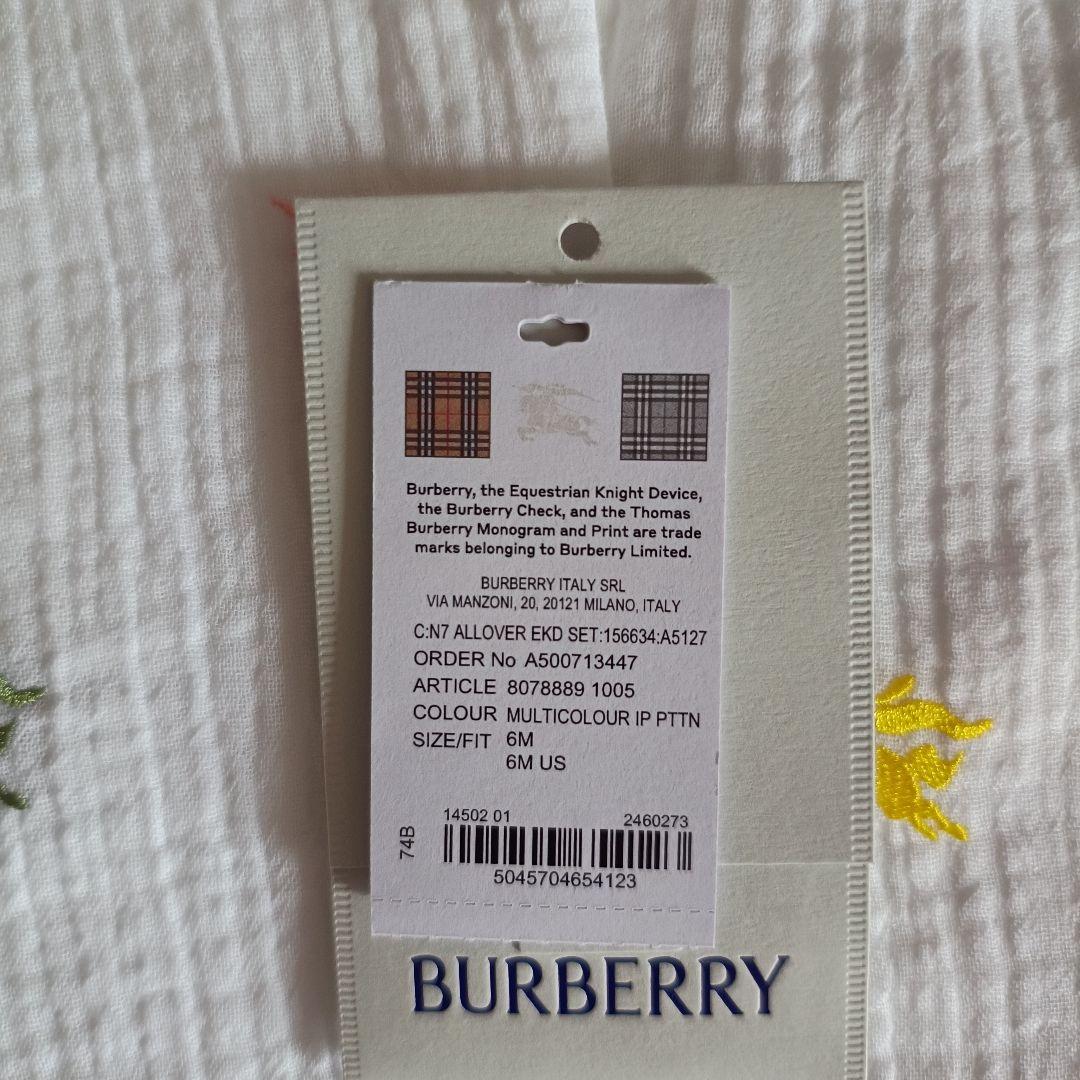 Burberry, the Equestrian Knight Device,
the Burberry Check, and the Thomas
Burberry Monogram and Print are trade
marks belonging to Burberry Limited.
BURBERRY ITALY SRL
VIA MANZONI, 20, 20121 MILANO, ITALY
C:N7 ALLOVER EKD SET:156634:A5127
ORDER No A500713447
ARTICLE 8078889 1005
COLOUR MULTICOLOUR IP PTTN
SIZE/FIT 6M
6M US
14502 01 2460273
74B
5045704654123
BURBERRY